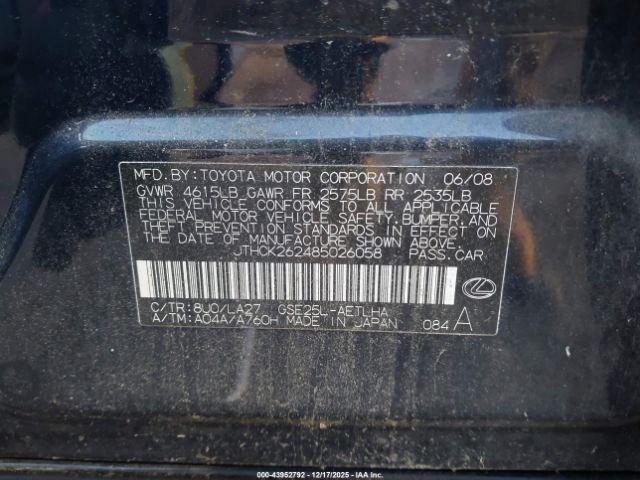 MFD. BY: TOYOTA MOTOR CORPORATION 06/08
GVWR 4615LB GAWR FR 2575LB RR 2535LB
THIS VEHICLE CONFORMS TO ALL APPLICABLE
FEDERAL MOTOR VEHICLE SAFETY, BUMPER, AND
THEFT PREVENTION STANDARDS IN EFFECT ON
THE DATE OF MANUFACTURE SHOWN ABOVE.
JTHCK262485026058 PASS. CAR
C/TR: 8U0/LA27 GSE25L-AETLHA
A/TM: A04A/A760H MADE IN JAPAN 084 A
000-43952792 - 12/17/2025 - IAAI.COM